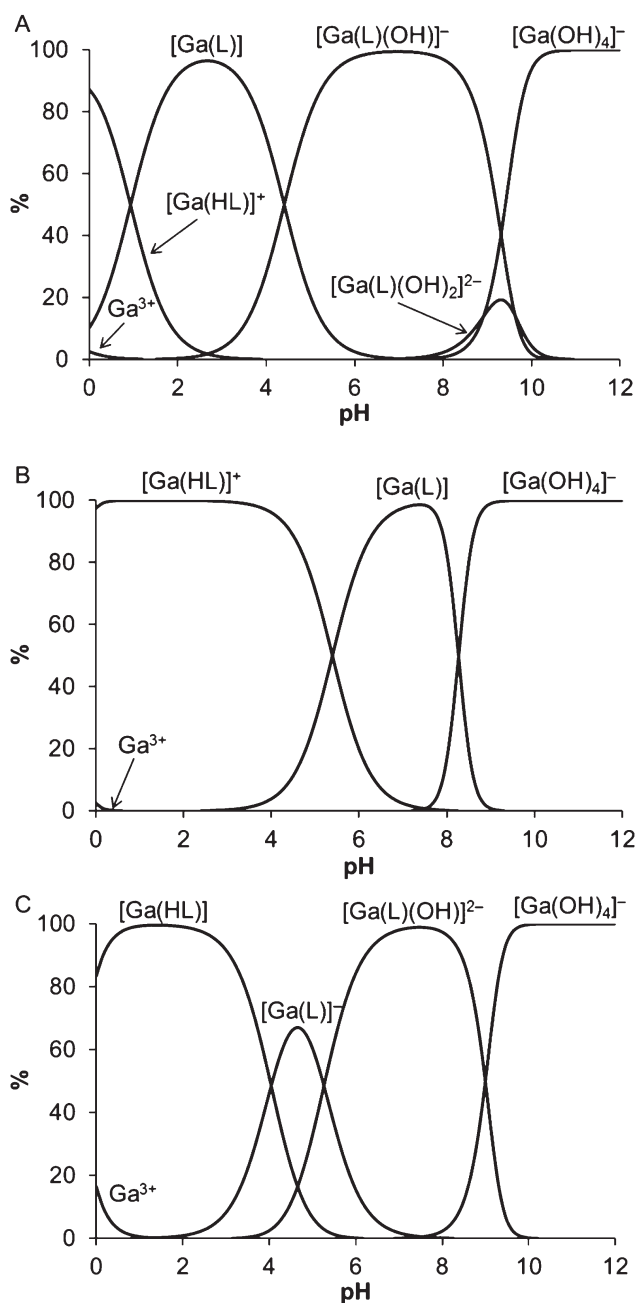 A
[Ga(L)] [Ga(L)(OH)]⁻ [Ga(OH)₄]⁻
100
80
60
40
20
0
%
[Ga(HL)]⁺
Ga³⁺
[Ga(L)(OH)₂]²⁻
0 2 4 6 8 10 12
pH
B
[Ga(HL)]⁺ [Ga(L)] [Ga(OH)₄]⁻
100
80
60
40
20
0
%
Ga³⁺
0 2 4 6 8 10 12
pH
C
[Ga(HL)] [Ga(L)(OH)]²⁻ [Ga(OH)₄]⁻
100
80
60
40
20
0
%
[Ga(L)]⁻
Ga³⁺
0 2 4 6 8 10 12
pH